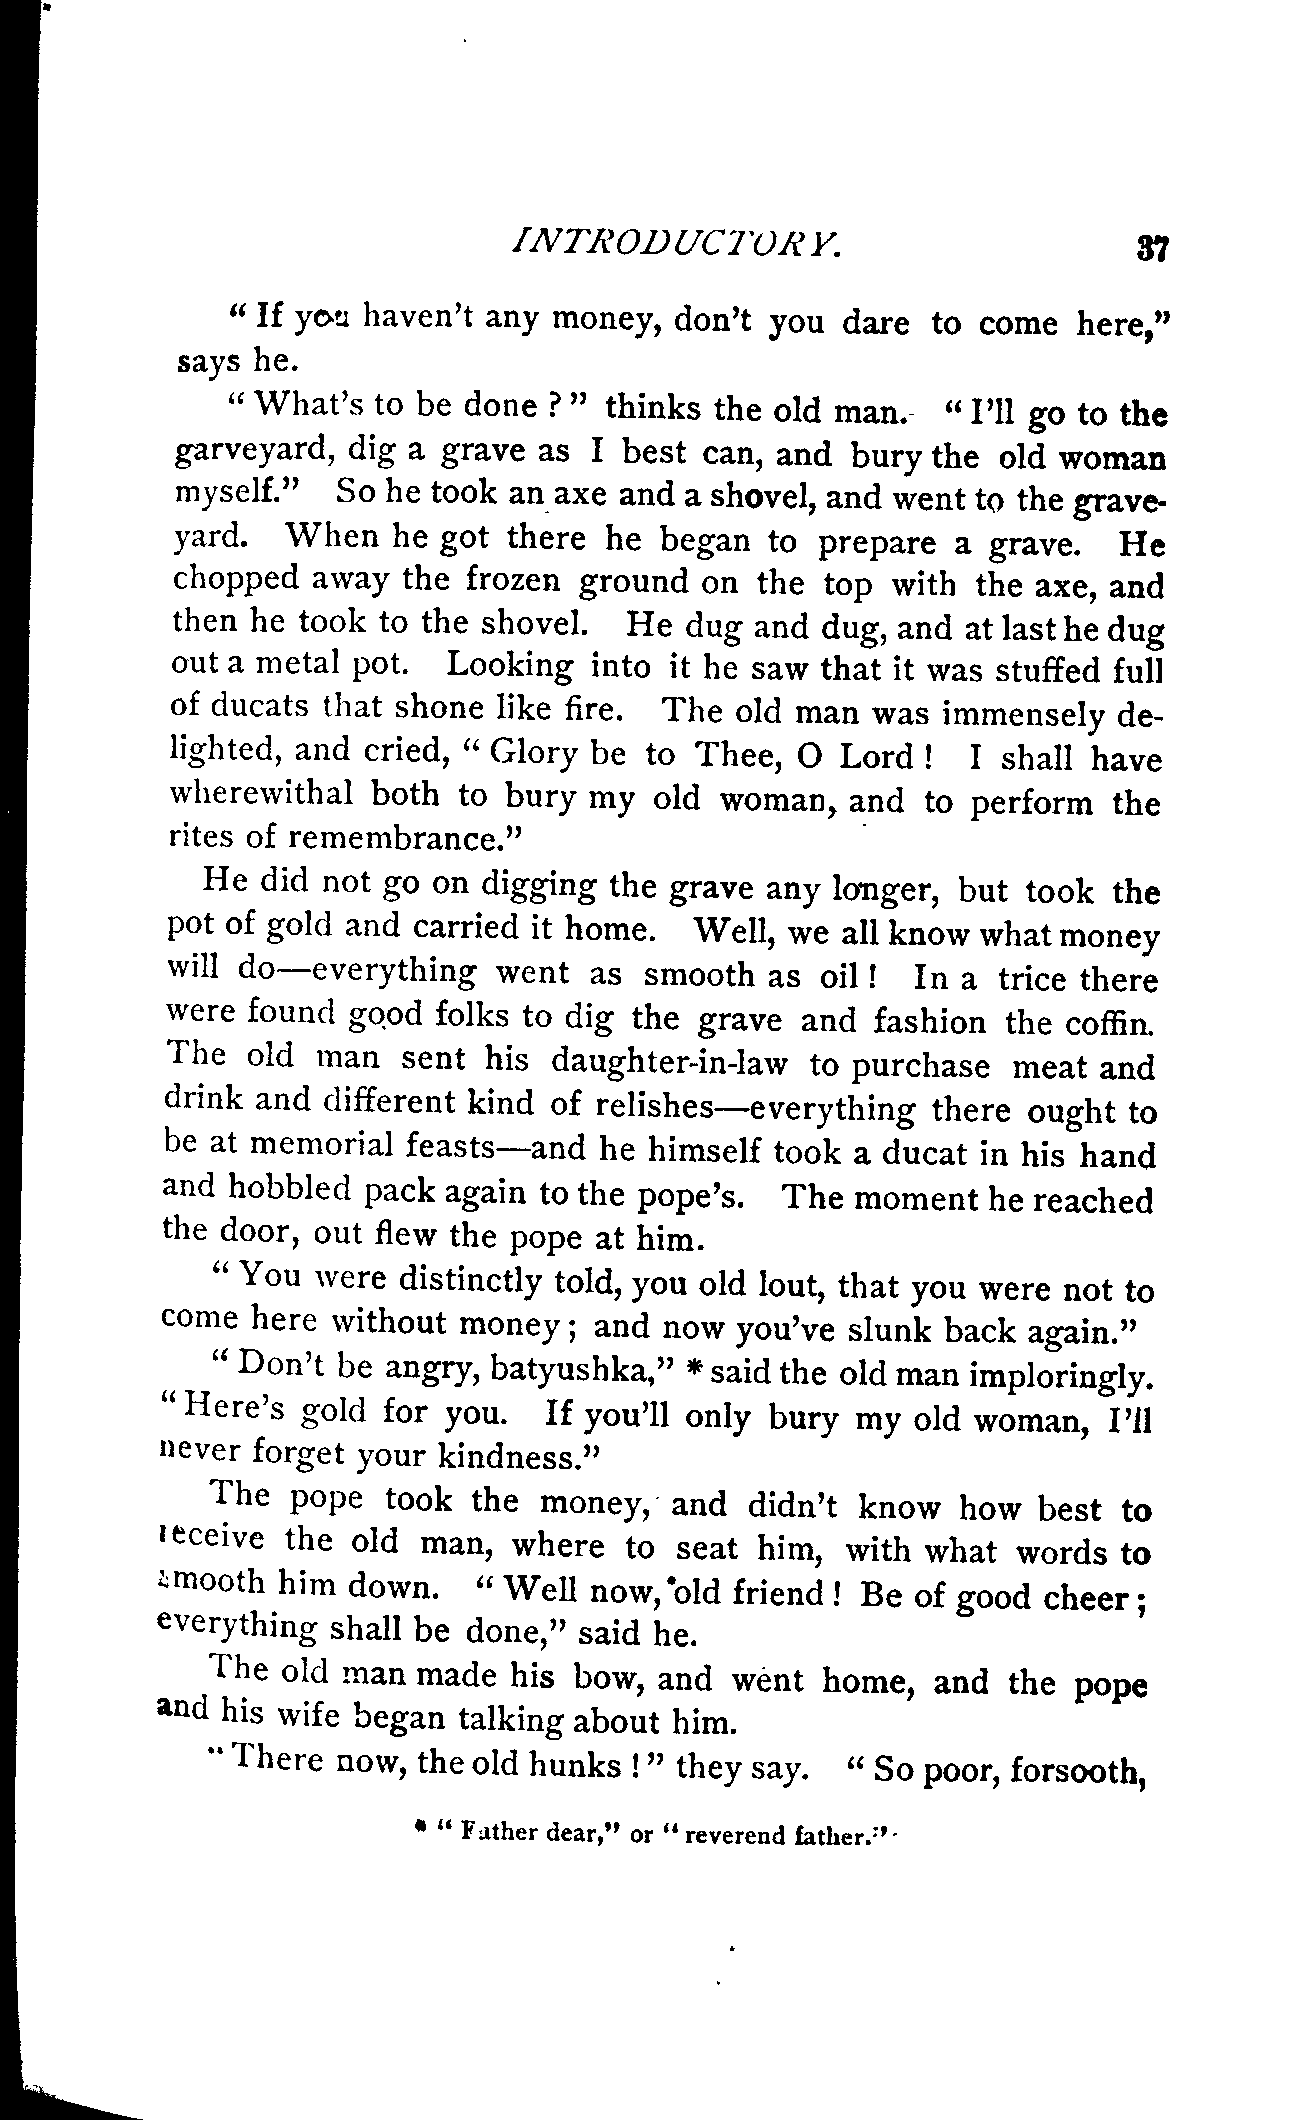 INTRODUCTORY. 37
“ If you haven't any money, don't you dare to come here,”
says he.
“ What's to be done ? ” thinks the old man. “ I'll go to the
garveyard, dig a grave as I best can, and bury the old woman
myself.” So he took an axe and a shovel, and went to the grave-
yard. When he got there he began to prepare a grave. He
chopped away the frozen ground on the top with the axe, and
then he took to the shovel. He dug and dug, and at last he dug
out a metal pot. Looking into it he saw that it was stuffed full
of ducats that shone like fire. The old man was immensely de-
lighted, and cried, “ Glory be to Thee, O Lord ! I shall have
wherewithal both to bury my old woman, and to perform the
rites of remembrance.”
He did not go on digging the grave any longer, but took the
pot of gold and carried it home. Well, we all know what money
will do—everything went as smooth as oil ! In a trice there
were found good folks to dig the grave and fashion the coffin.
The old man sent his daughter-in-law to purchase meat and
drink and different kind of relishes—everything there ought to
be at memorial feasts—and he himself took a ducat in his hand
and hobbled pack again to the pope's. The moment he reached
the door, out flew the pope at him.
“ You were distinctly told, you old lout, that you were not to
come here without money ; and now you've slunk back again.”
“ Don't be angry, batyushka,” * said the old man imploringly.
“ Here's gold for you. If you'll only bury my old woman, I'll
never forget your kindness.”
The pope took the money, and didn't know how best to
receive the old man, where to seat him, with what words to
smooth him down. “ Well now, old friend ! Be of good cheer ;
everything shall be done,” said he.
The old man made his bow, and went home, and the pope
and his wife began talking about him.
“ There now, the old hunks ! ” they say. “ So poor, forsooth,
* “ Father dear,” or “ reverend father.”